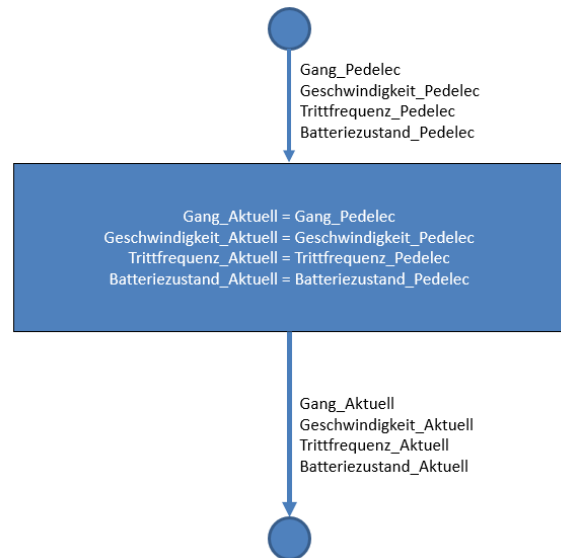 Gang_Pedelec
Geschwindigkeit_Pedelec
Trittfrequenz_Pedelec
Batteriezustand_Pedelec
Gang_Aktuell = Gang_Pedelec
Geschwindigkeit_Aktuell = Geschwindigkeit_Pedelec
Trittfrequenz_Aktuell = Trittfrequenz_Pedelec
Batteriezustand_Aktuell = Batteriezustand_Pedelec
Gang_Aktuell
Geschwindigkeit_Aktuell
Trittfrequenz_Aktuell
Batteriezustand_Aktuell